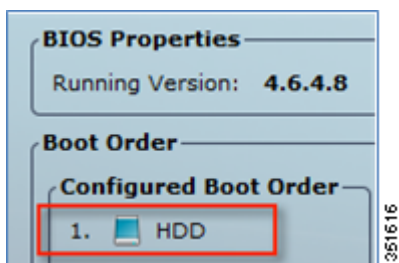 BIOS Properties
Running Version: 4.6.4.8
Boot Order
Configured Boot Order
1. HDD
351616